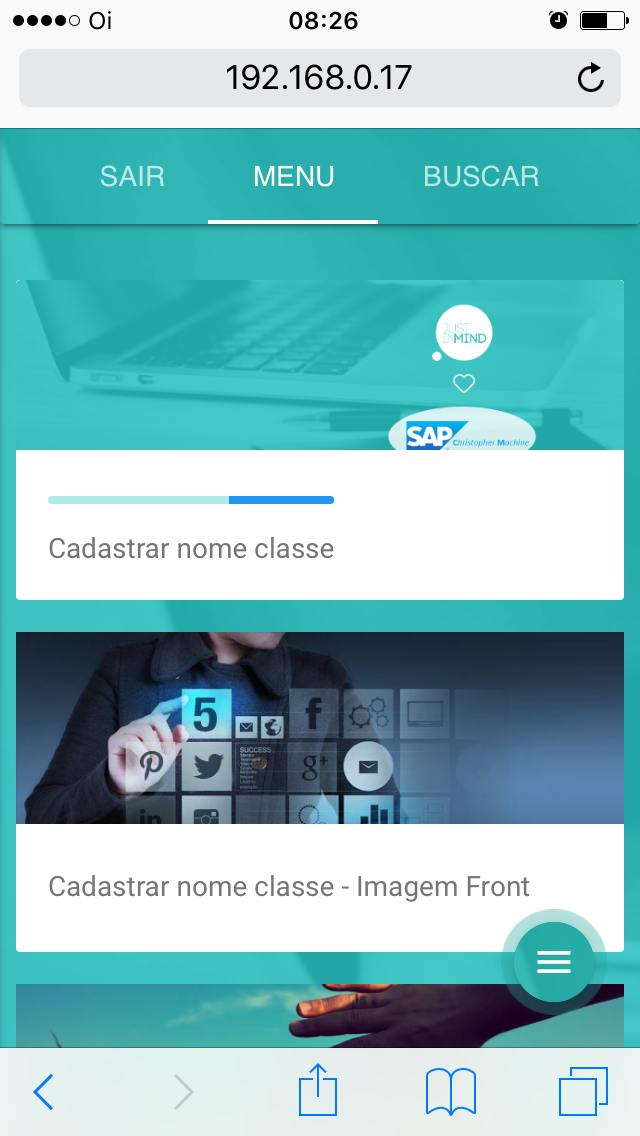 Oi 08:26
192.168.0.17
SAIR MENU BUSCAR
JUST
INMIND
SAP Christopher Machine
Cadastrar nome classe
5 f
SUCCESS
g+
in
Cadastrar nome classe - Imagem Front